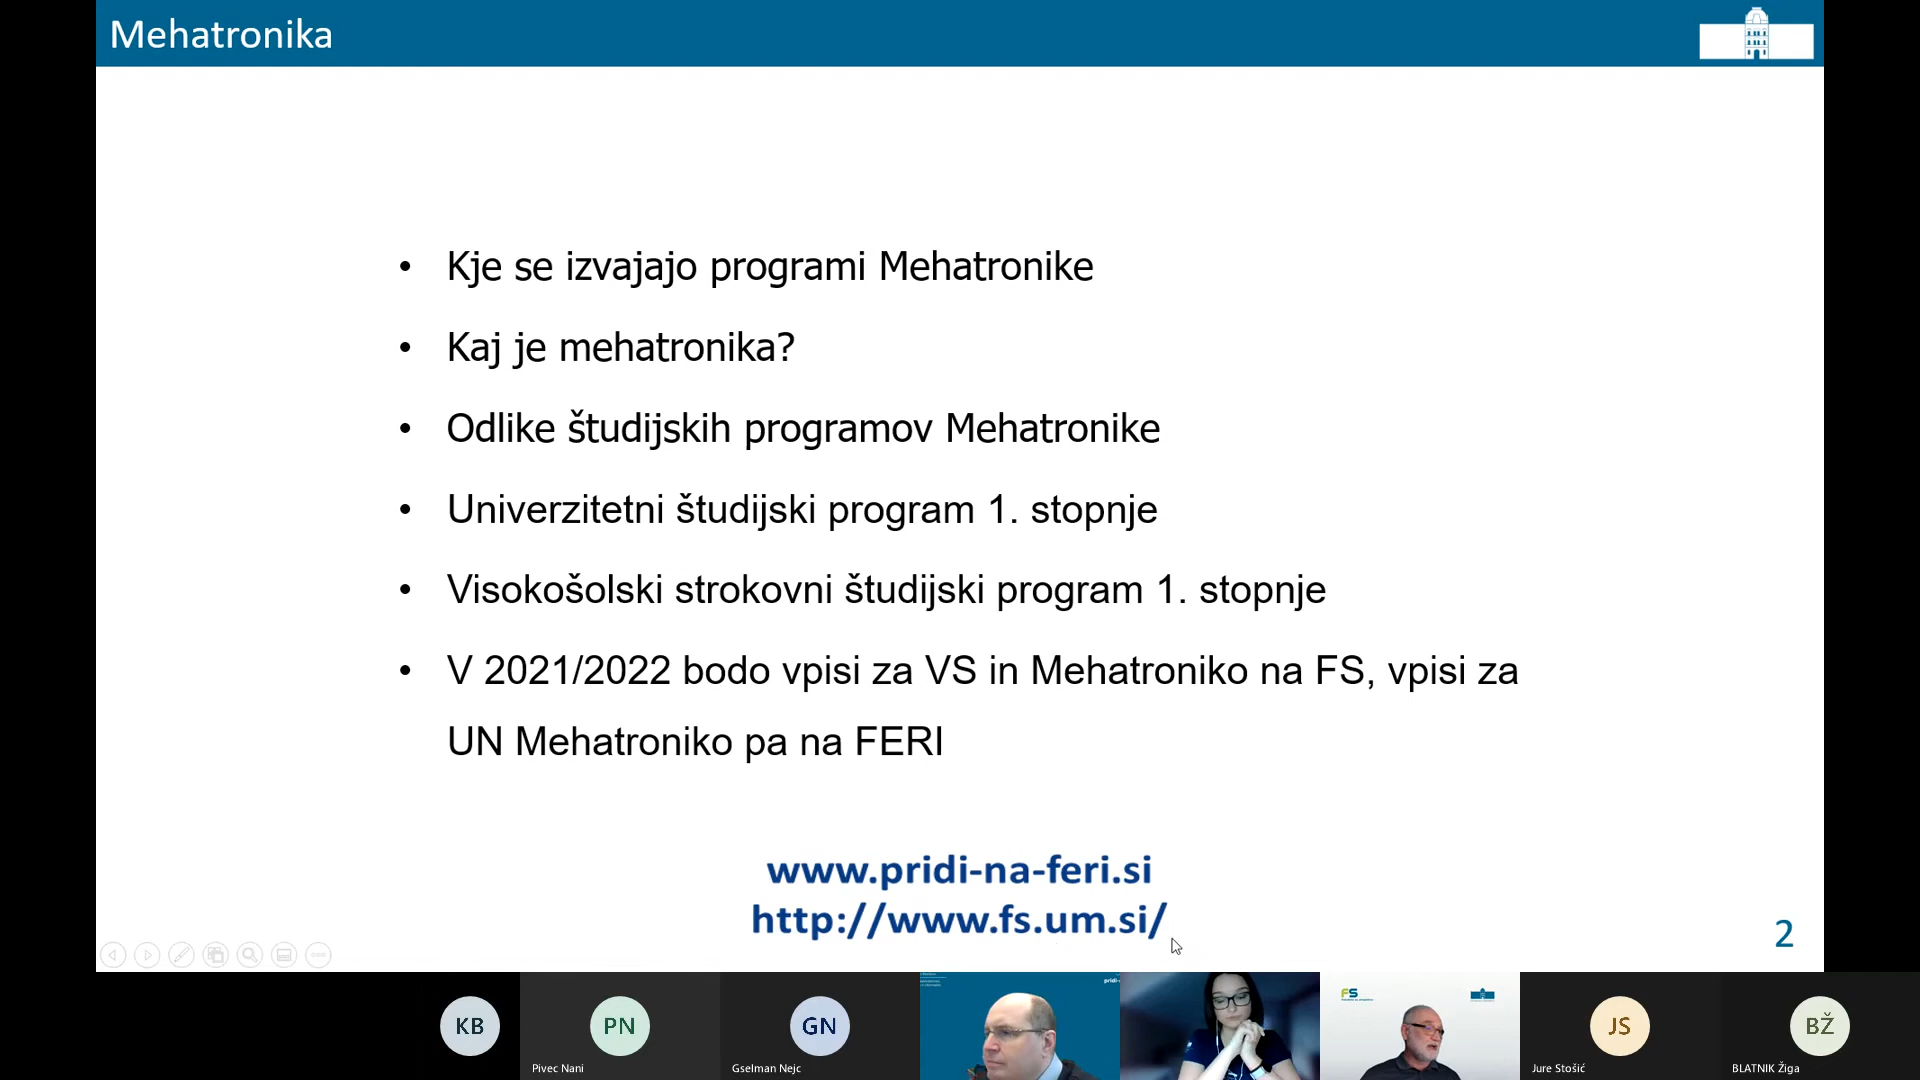 Mehatronika
• Kje se izvajajo programi Mehatronike
• Kaj je mehatronika?
• Odlike študijskih programov Mehatronike
• Univerzitetni študijski program 1. stopnje
• Visokošolski strokovni študijski program 1. stopnje
• V 2021/2022 bodo vpisi za VS in Mehatroniko na FS, vpisi za
UN Mehatroniko pa na FERI
www.pridi-na-feri.si
http://www.fs.um.si/
2
KB
PN
Pivec Nani
GN
Gselman Nejc
pridi-
FS
JS
Jure Stošić
BŽ
BLATNIK Žiga